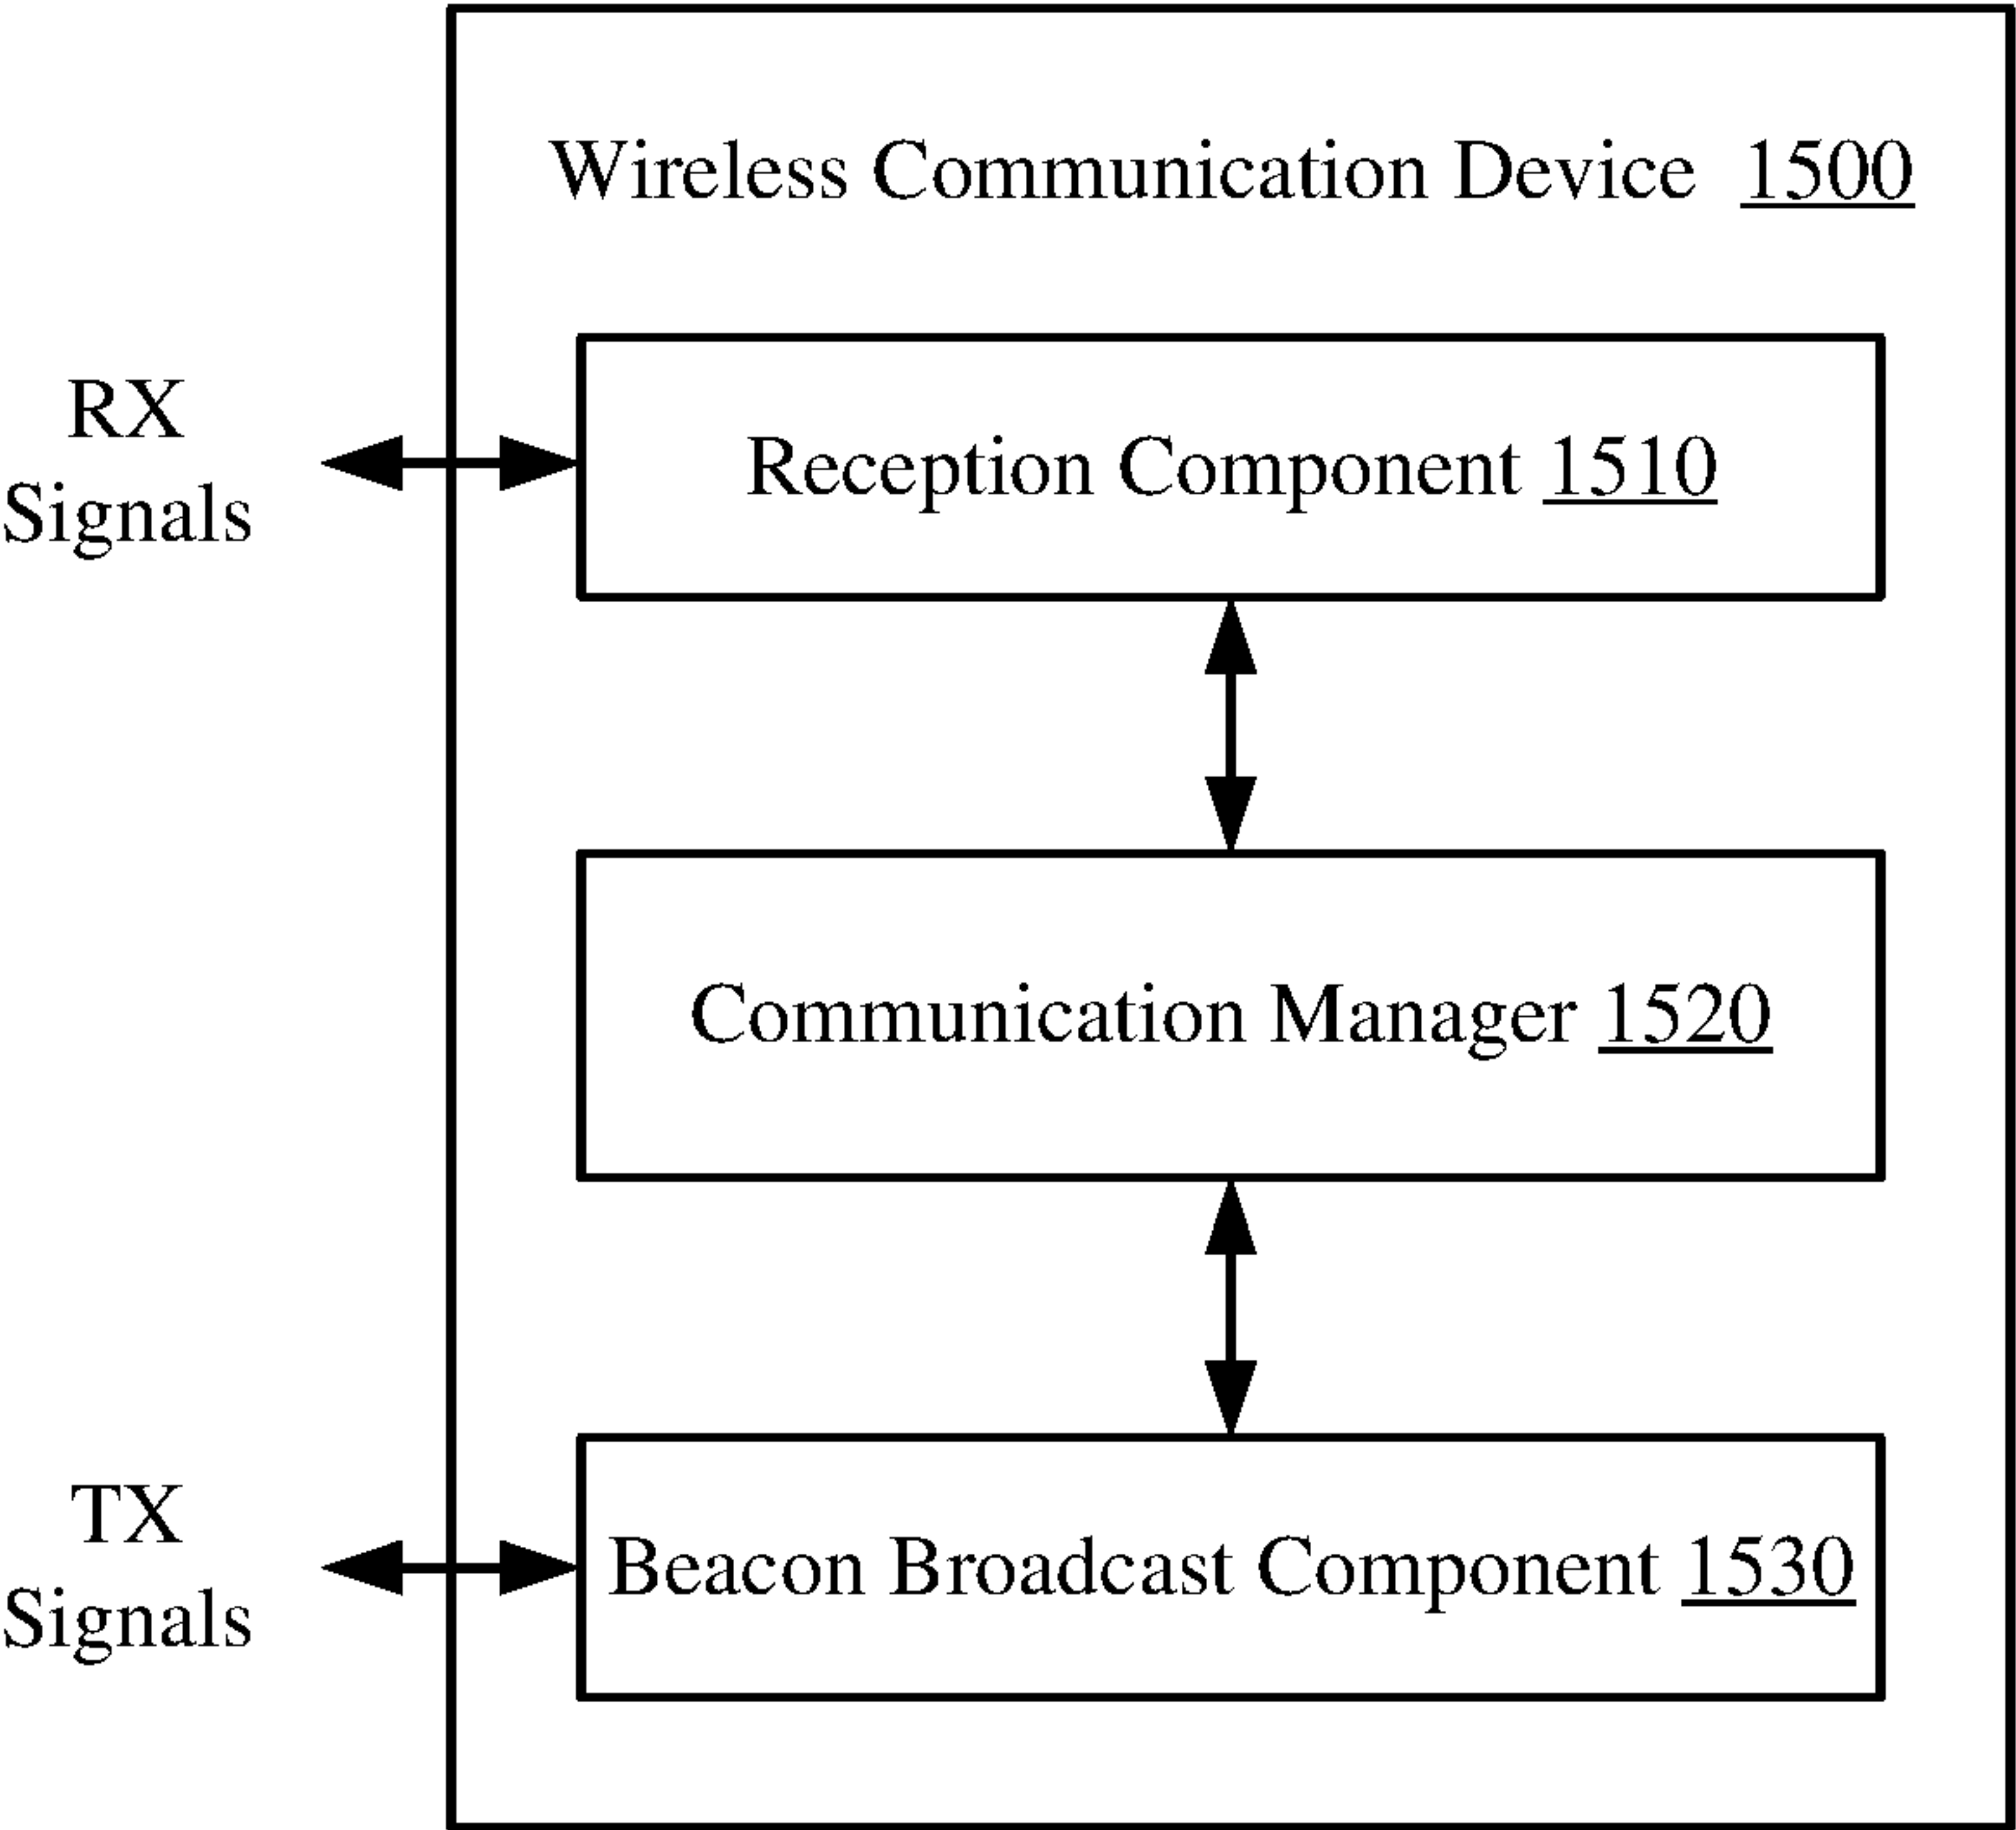 Wireless Communication Device 1500
RX
Signals
Reception Component 1510
Communication Manager 1520
TX
Signals
Beacon Broadcast Component 1530